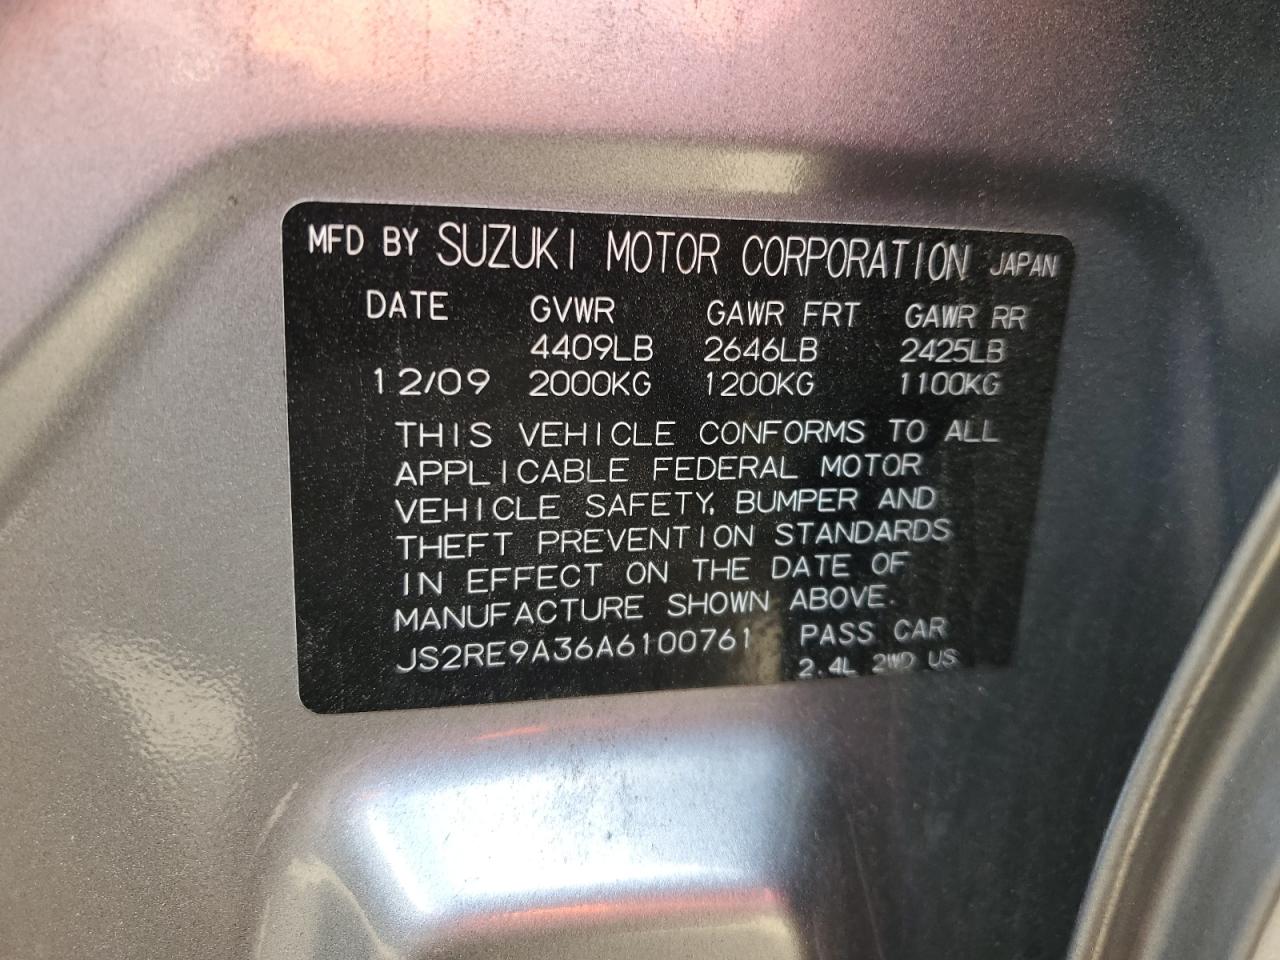 MFD BY SUZUKI MOTOR CORPORATION JAPAN
DATE GVWR GAWR FRT GAWR RR
4409LB 2646LB 2425LB
12/09 2000KG 1200KG 1100KG
THIS VEHICLE CONFORMS TO ALL
APPLICABLE FEDERAL MOTOR
VEHICLE SAFETY, BUMPER AND
THEFT PREVENTION STANDARDS
IN EFFECT ON THE DATE OF
MANUFACTURE SHOWN ABOVE.
JS2RE9A36A6100761 PASS CAR
2.4L 2WD US